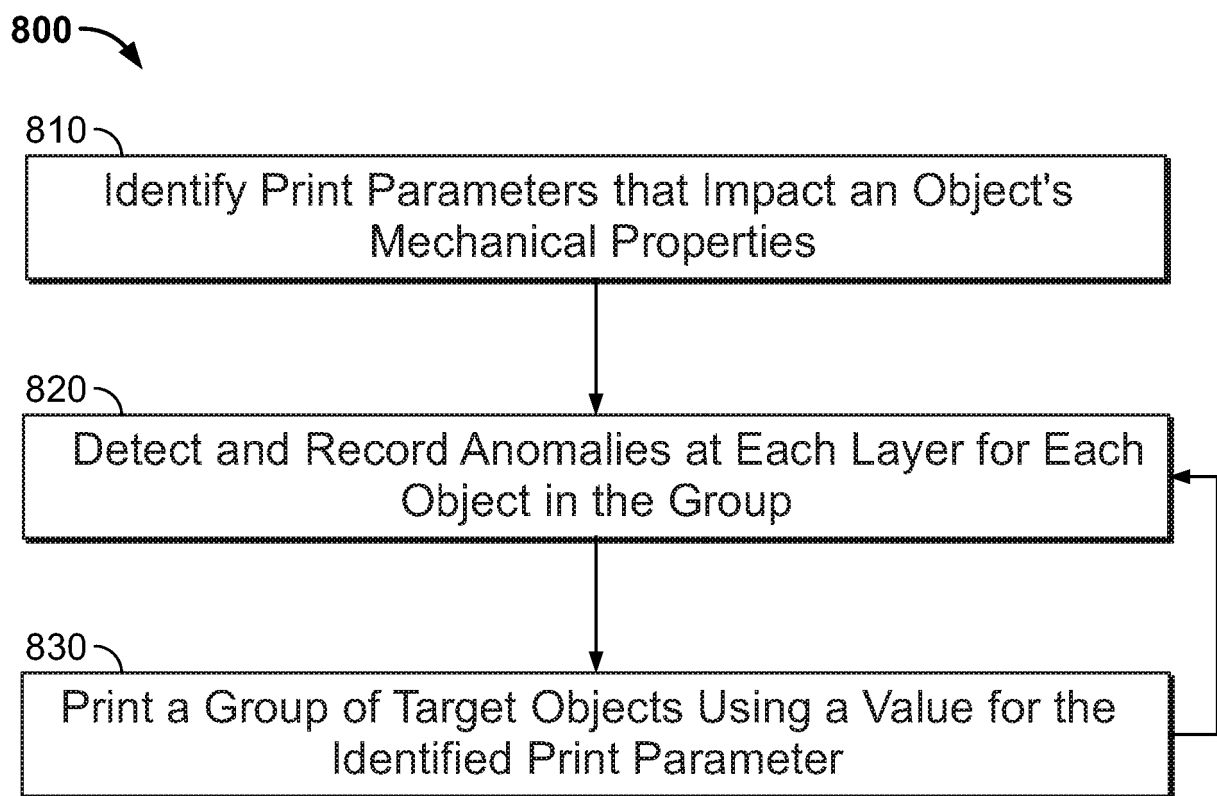 800
810
Identify Print Parameters that Impact an Object's
Mechanical Properties
820
Detect and Record Anomalies at Each Layer for Each
Object in the Group
830
Print a Group of Target Objects Using a Value for the
Identified Print Parameter